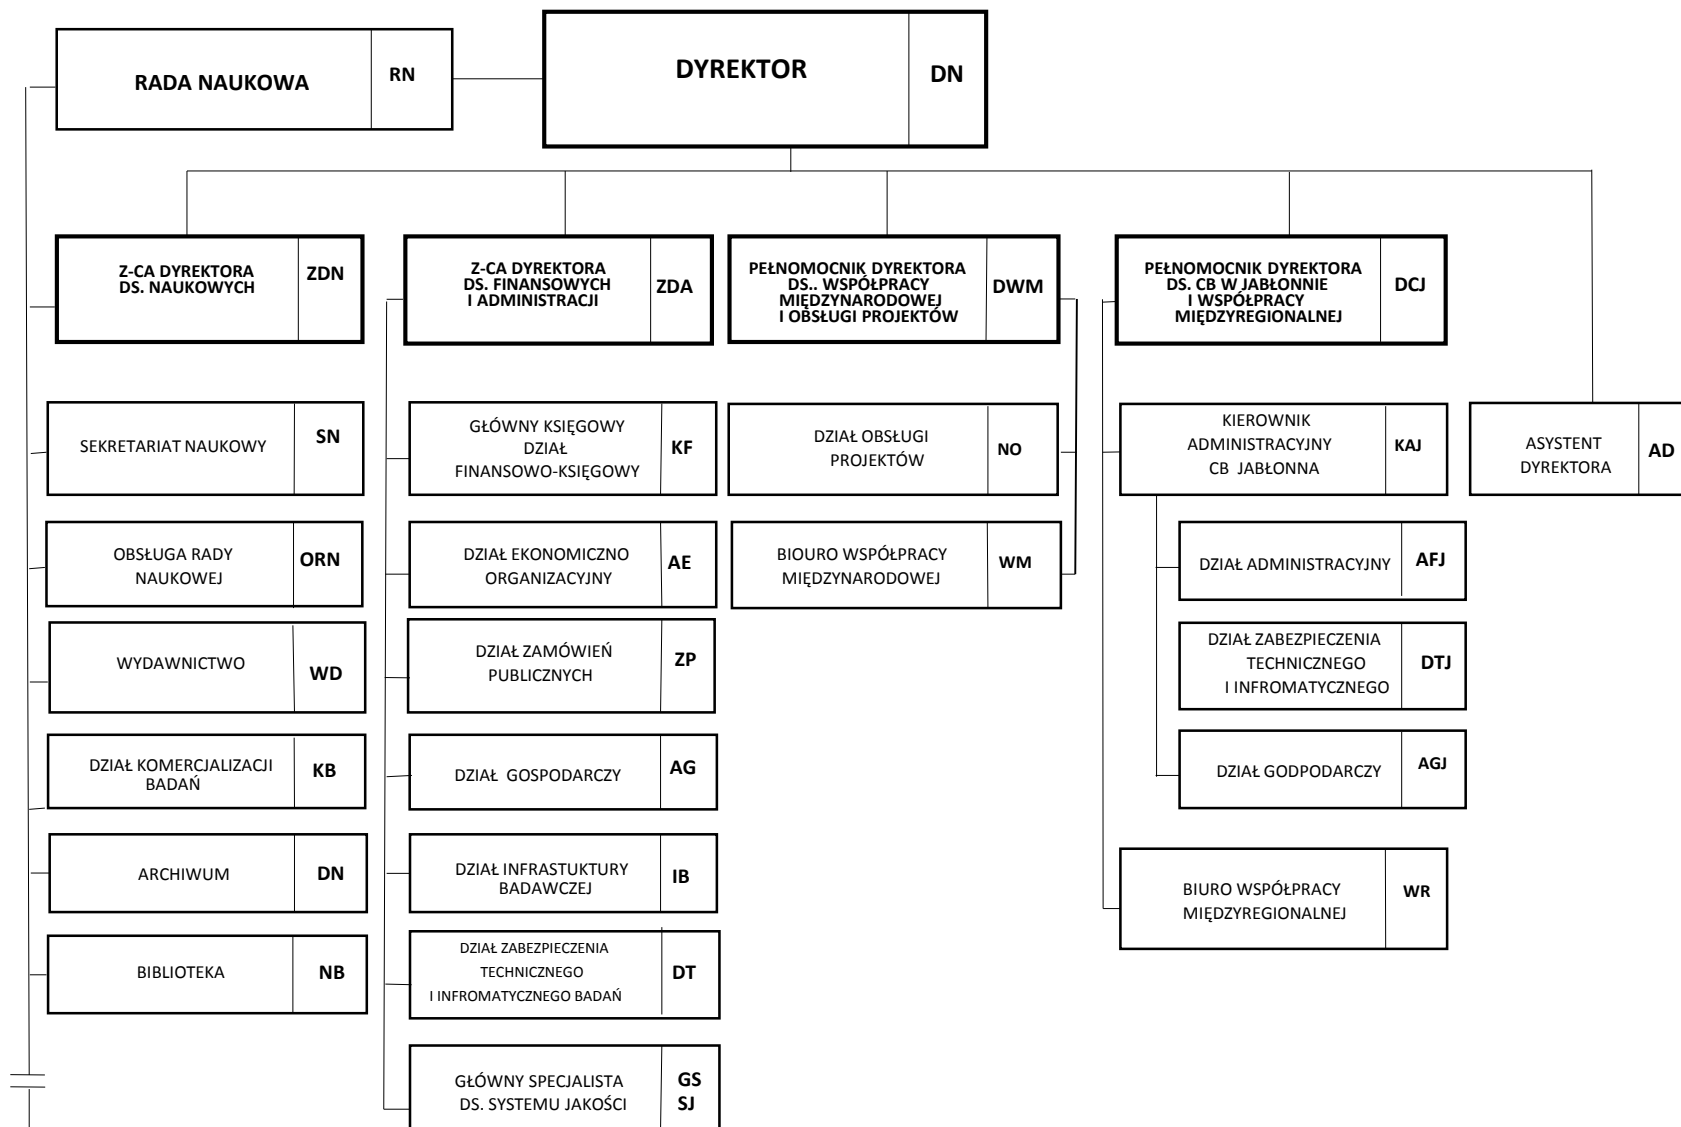 RADA NAUKOWA
RN
DYREKTOR
DN
Z-CA DYREKTORA
DS. NAUKOWYCH
ZDN
Z-CA DYREKTORA
DS. FINANSOWYCH
I ADMINISTRACJI
ZDA
PEŁNOMOCNIK DYREKTORA
DS.. WSPÓŁPRACY
MIĘDZYNARODOWEJ
I OBSŁUGI PROJEKTÓW
DWM
PEŁNOMOCNIK DYREKTORA
DS. CB W JABŁONNIE
I WSPÓŁPRACY
MIĘDZYREGIONALNEJ
DCJ
SEKRETARIAT NAUKOWY
SN
GŁÓWNY KSIĘGOWY
DZIAŁ
FINANSOWO-KSIĘGOWY
KF
DZIAŁ OBSŁUGI
PROJEKTÓW
NO
KIEROWNIK
ADMINISTRACYJNY
CB JABŁONNA
KAJ
ASYSTENT
DYREKTORA
AD
OBSŁUGA RADY
NAUKOWEJ
ORN
DZIAŁ EKONOMICZNO
ORGANIZACYJNY
AE
BIOURO WSPÓŁPRACY
MIĘDZYNARODOWEJ
WM
DZIAŁ ADMINISTRACYJNY
AFJ
WYDAWNICTWO
WD
DZIAŁ ZAMÓWIEŃ
PUBLICZNYCH
ZP
DZIAŁ ZABEZPIECZENIA
TECHNICZNEGO
I INFROMATYCZNEGO
DTJ
DZIAŁ KOMERCJALIZACJI
BADAŃ
KB
DZIAŁ GOSPODARCZY
AG
DZIAŁ GODPODARCZY
AGJ
ARCHIWUM
DN
DZIAŁ INFRASTUKTURY
BADAWCZEJ
IB
BIURO WSPÓŁPRACY
MIĘDZYREGIONALNEJ
WR
BIBLIOTEKA
NB
DZIAŁ ZABEZPIECZENIA
TECHNICZNEGO
I INFROMATYCZNEGO BADAŃ
DT
GŁÓWNY SPECJALISTA
DS. SYSTEMU JAKOŚCI
GS
SJ